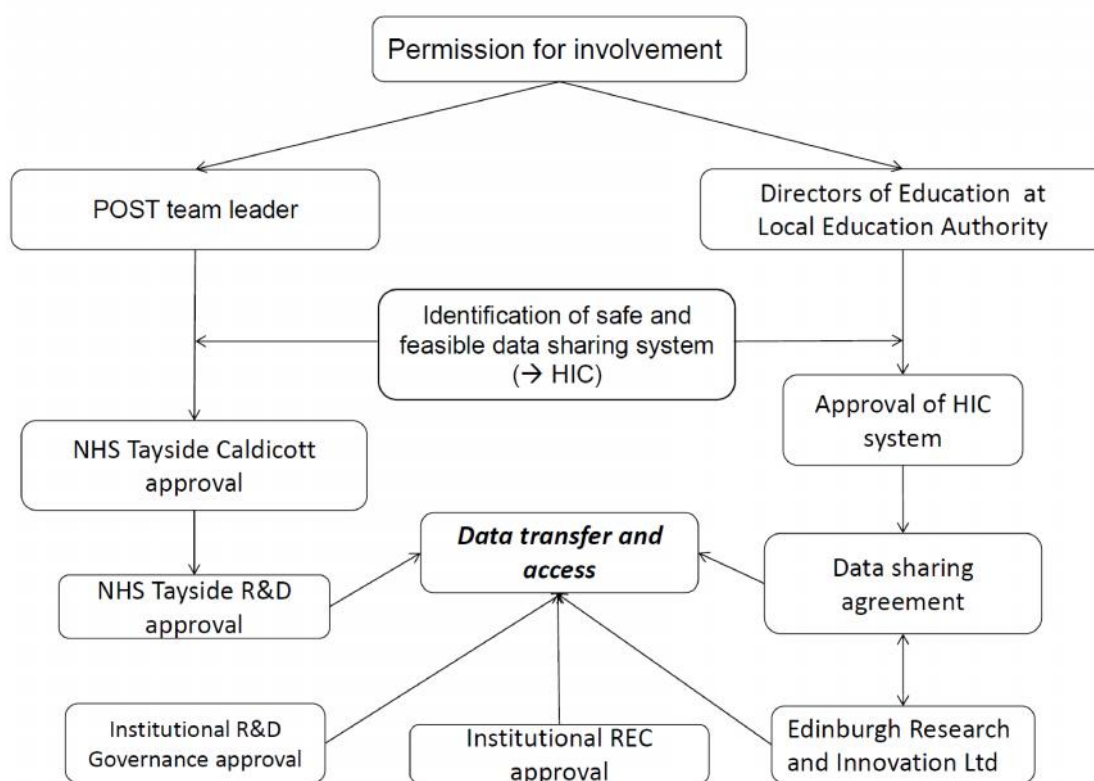 Permission for involvement
POST team leader
Directors of Education at
Local Education Authority
Identification of safe and
feasible data sharing system
(→ HIC)
Approval of HIC
system
NHS Tayside Caldicott
approval
Data transfer and
access
Data sharing
agreement
NHS Tayside R&D
approval
Institutional R&D
Governance approval
Institutional REC
approval
Edinburgh Research
and Innovation Ltd